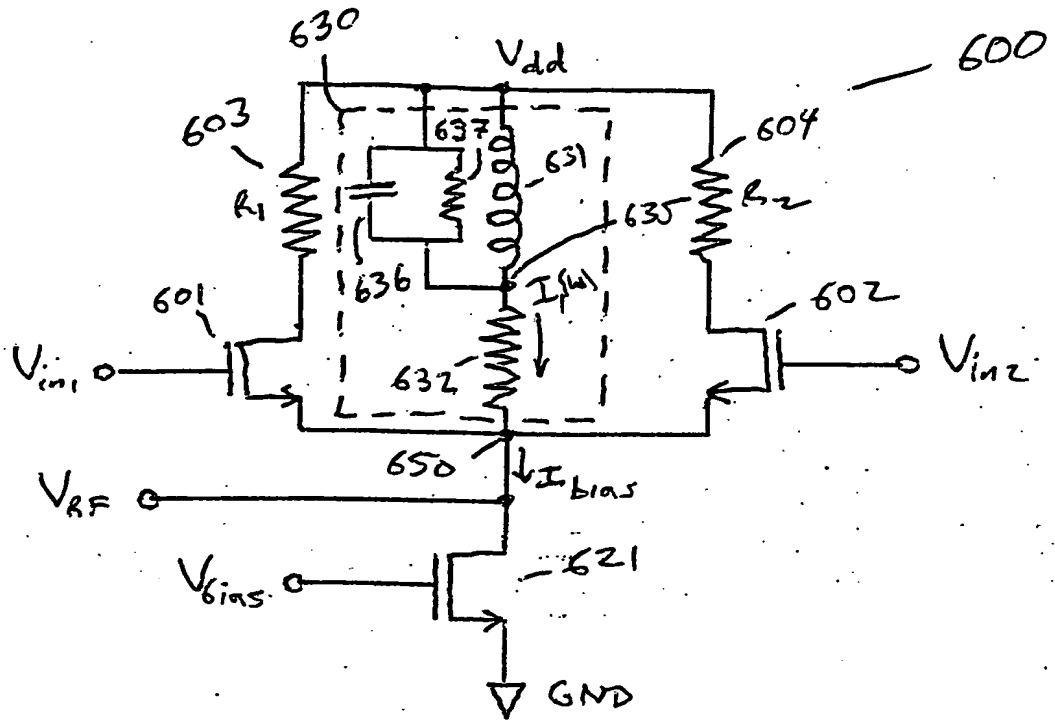 630
Vdd
600
603
637
604
R1
631
635
R2
636
I1(ω)
601
602
Vin1
632
Vin2
650
Ibias
VRF
Vbias
621
GND